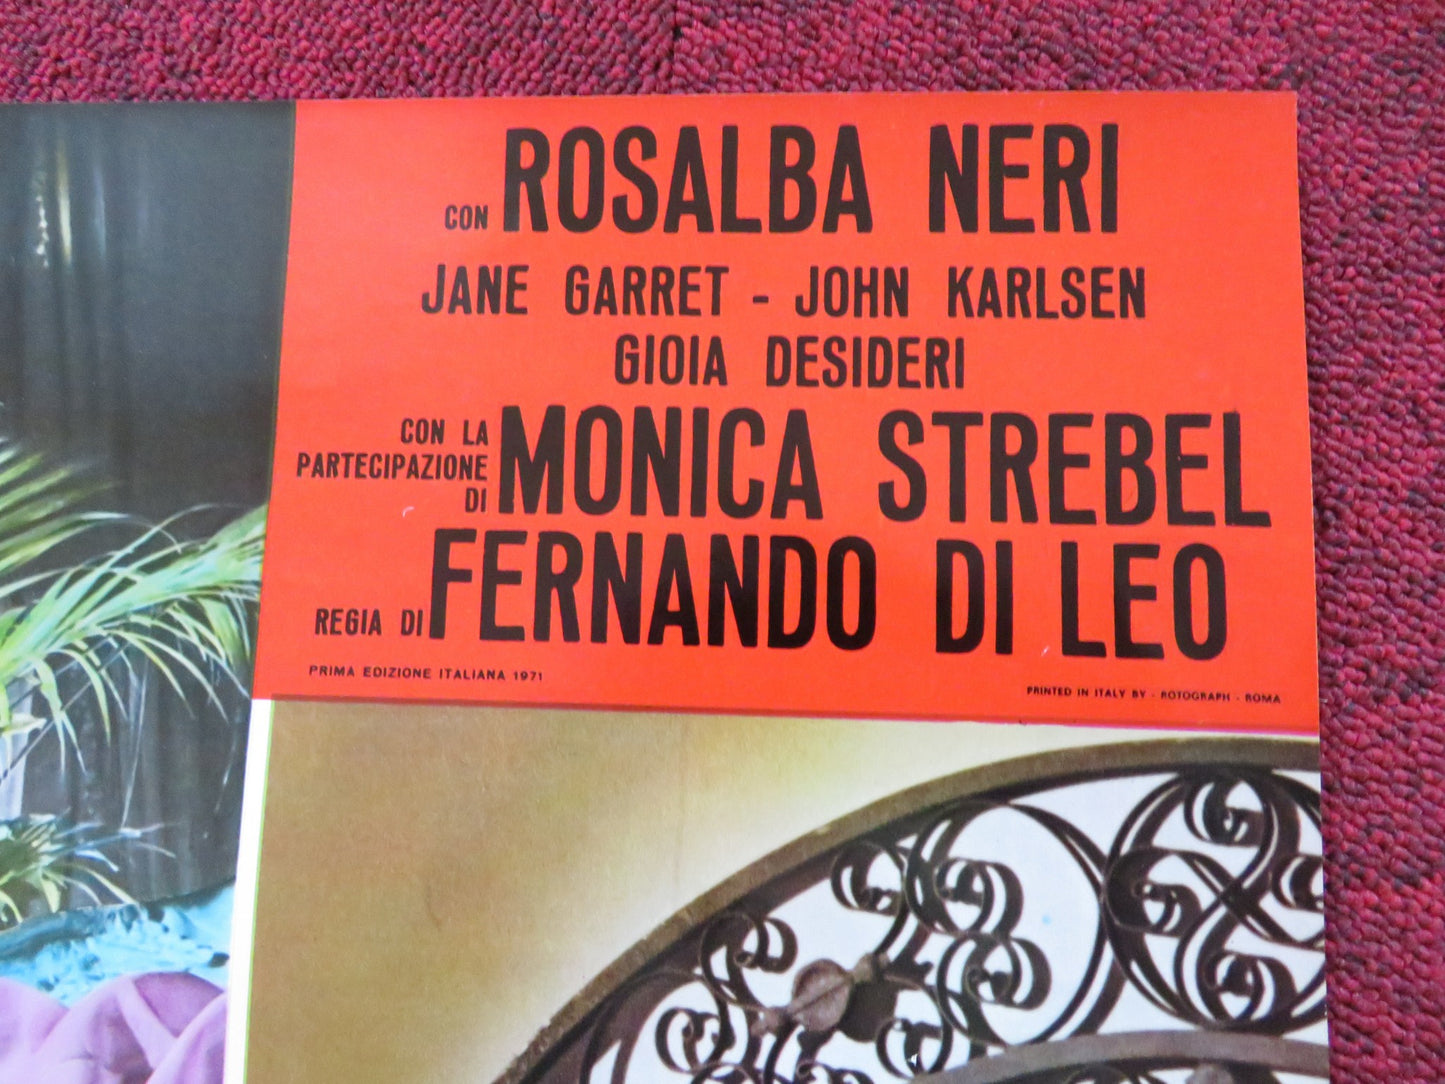 CON ROSALBA NERI
JANE GARRET - JOHN KARLSEN
GIOIA DESIDERI
CON LA PARTECIPAZIONE DI MONICA STREBEL
REGIA DI FERNANDO DI LEO
PRIMA EDIZIONE ITALIANA 1971
PRINTED IN ITALY BY - ROTOGRAPH - ROMA